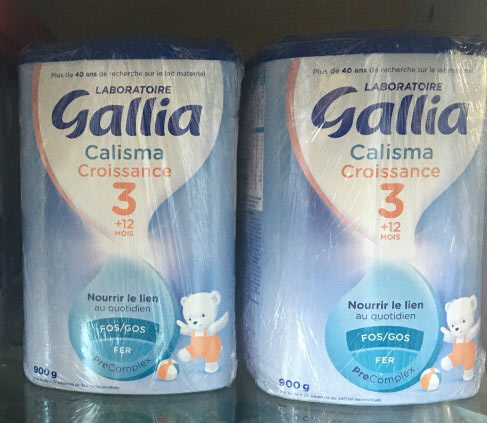 Plus de 40 ans de recherche sur le lait maternel
LABORATOIRE
Gallia
Calisma
Croissance
3
+12
MOIS
Nourrir le lien
au quotidien
FOS/GOS
FER
PreComplex
900g
Plus de 40 ans de recherche sur le lait maternel
LABORATOIRE
Gallia
Calisma
Croissance
3
+12
MOIS
Nourrir le lien
au quotidien
FOS/GOS
FER
PreComplex
900g